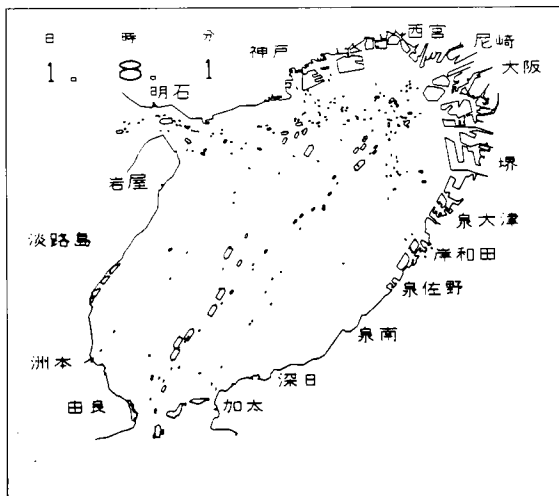 日 時 分
1. 8. 1
西宮
尼崎
神戸
大阪
明石
堺
岩屋
泉大津
淡路島
岸和田
泉佐野
泉南
洲本
深日
由良
加太